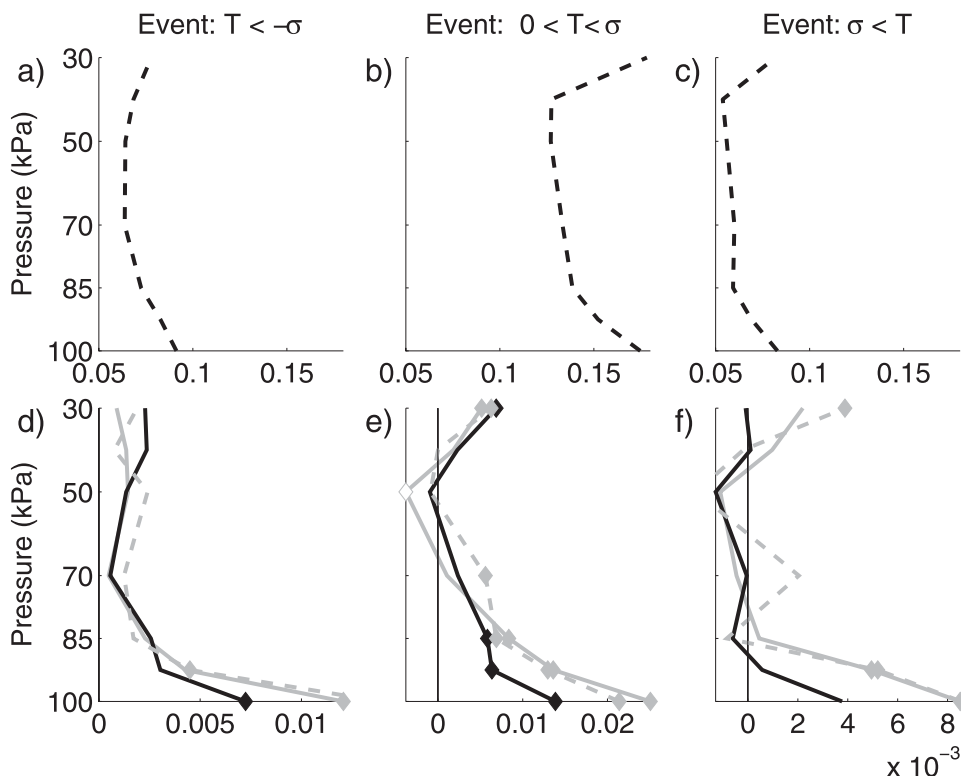 Event: T < –σ
Event: 0 < T< σ
Event: σ < T
a)
b)
c)
Pressure (kPa)
30
50
70
85
100
0.05 0.1 0.15
0.05 0.1 0.15
0.05 0.1 0.15
d)
e)
f)
Pressure (kPa)
30
50
70
85
100
0 0.005 0.01
0 0.01 0.02
0 2 4 6 8
x 10⁻³